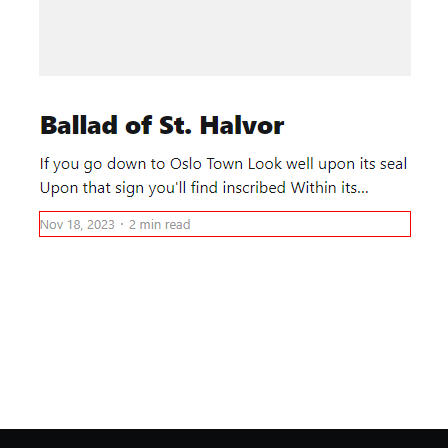 Ballad of St. Halvor
If you go down to Oslo Town Look well upon its seal
Upon that sign you'll find inscribed Within its...
Nov 18, 2023 · 2 min read